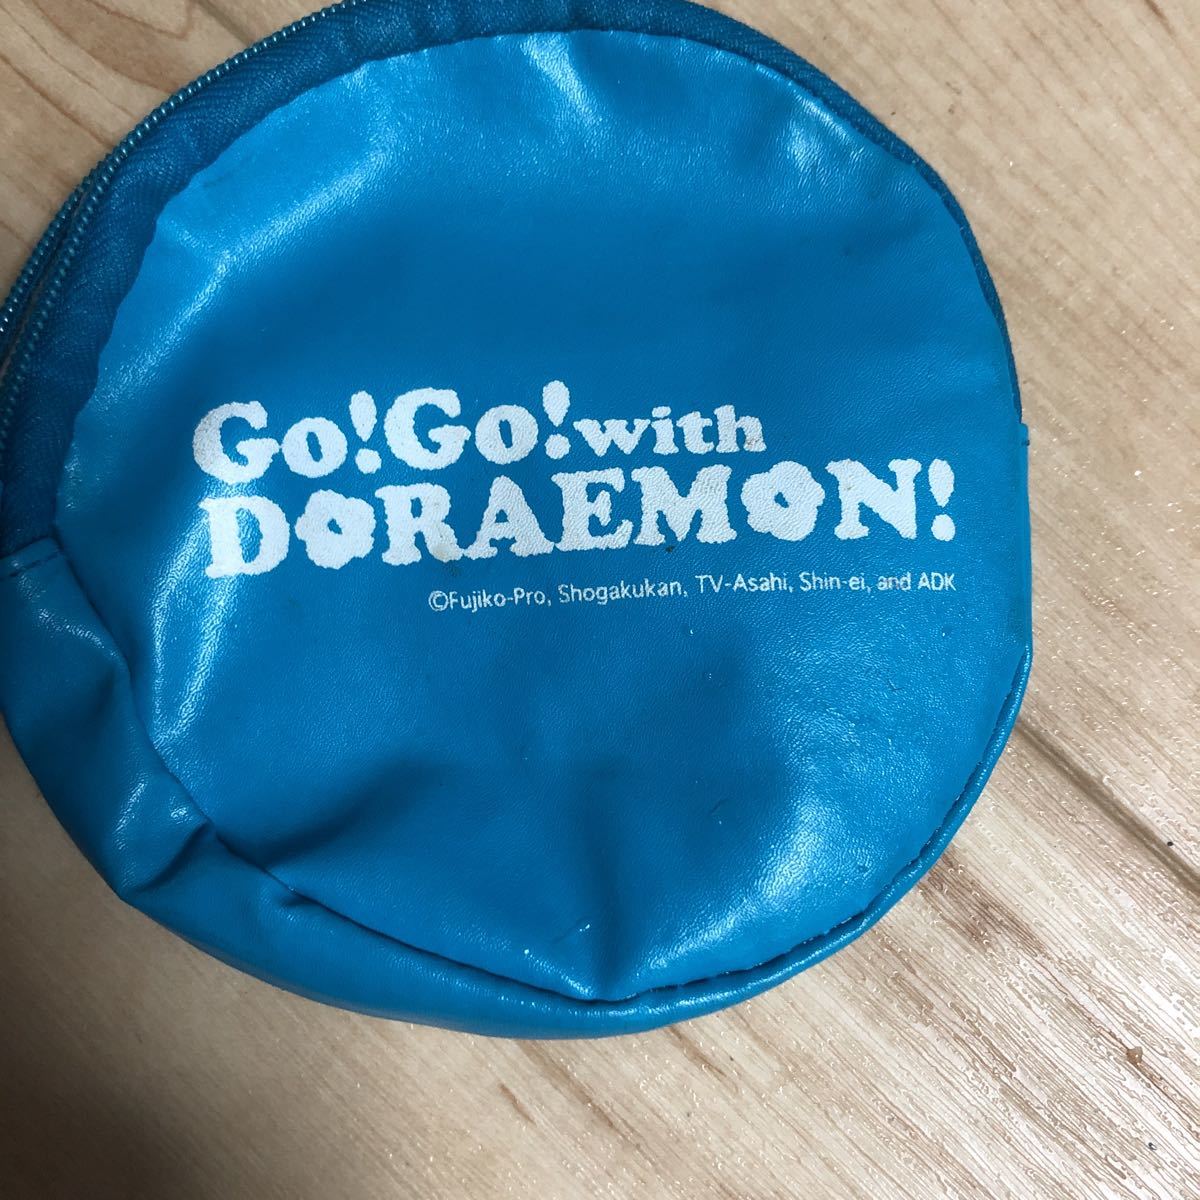 Go!Go!with
DORAEMON!
©Fujiko-Pro, Shogakukan, TV-Asahi, Shin-ei, and ADK